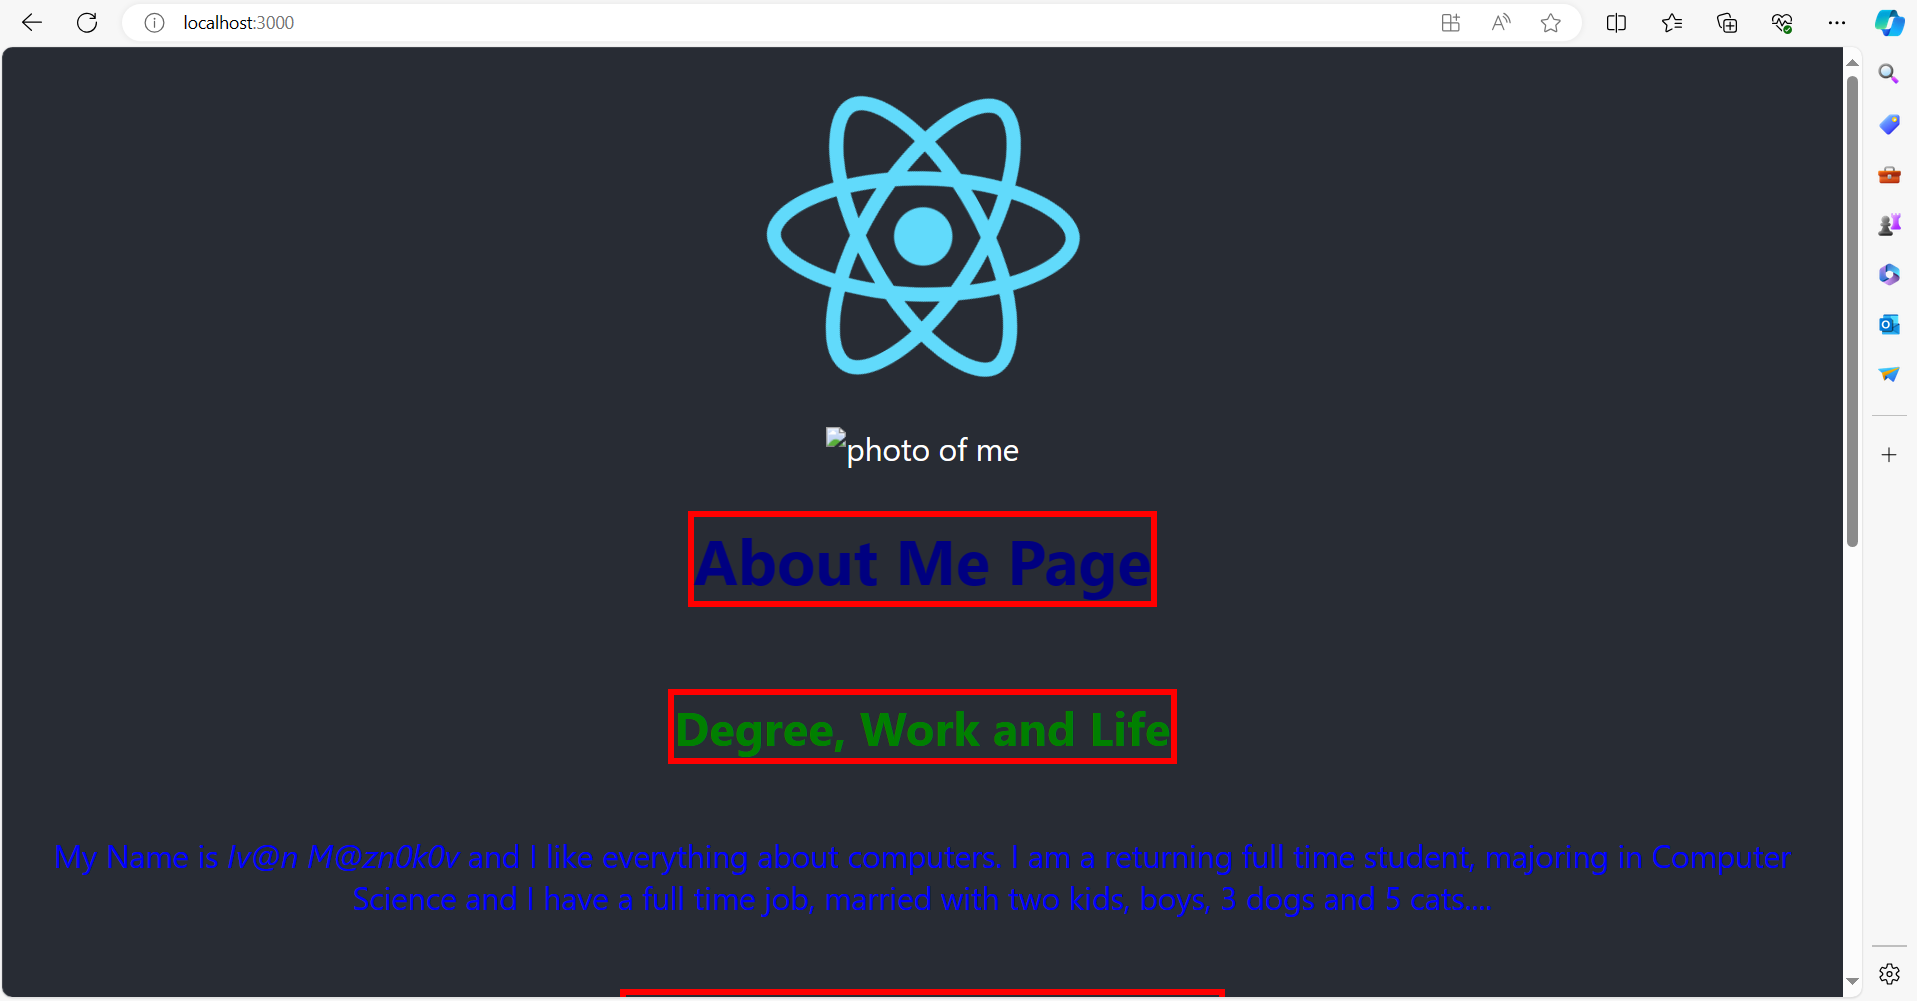 localhost:3000
photo of me
About Me Page
Degree, Work and Life
My Name is Iv@n M@zn0k0v and I like everything about computers. I am a returning full time student, majoring in Computer
Science and I have a full time job, married with two kids, boys, 3 dogs and 5 cats....